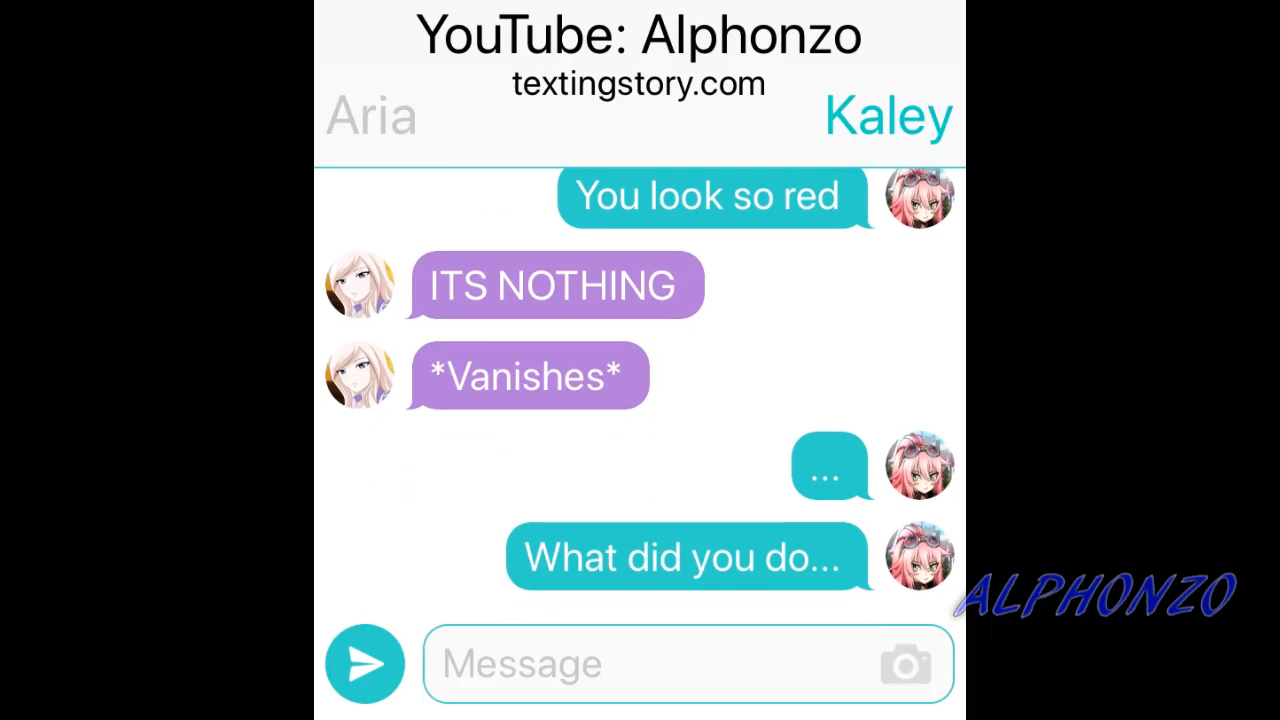 YouTube: Alphonzo
textingstory.com
Aria
Kaley
You look so red
ITS NOTHING
*Vanishes*
...
What did you do...
ALPHONZO
Message